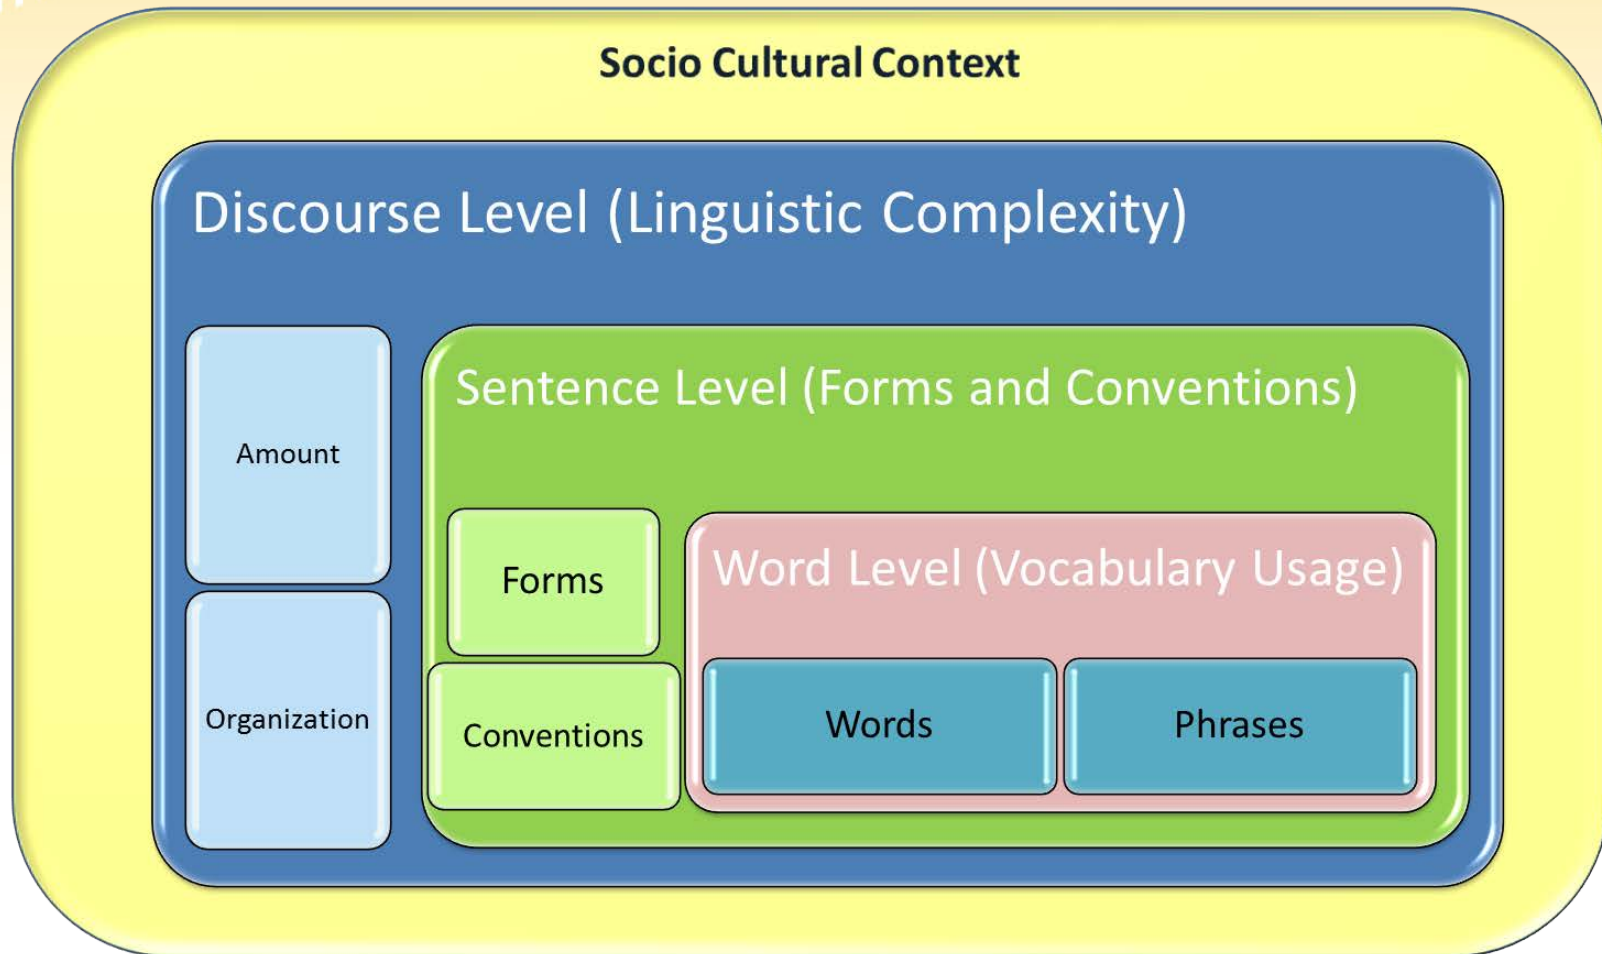 Socio Cultural Context
Discourse Level (Linguistic Complexity)
Amount
Organization
Sentence Level (Forms and Conventions)
Forms
Conventions
Word Level (Vocabulary Usage)
Words
Phrases